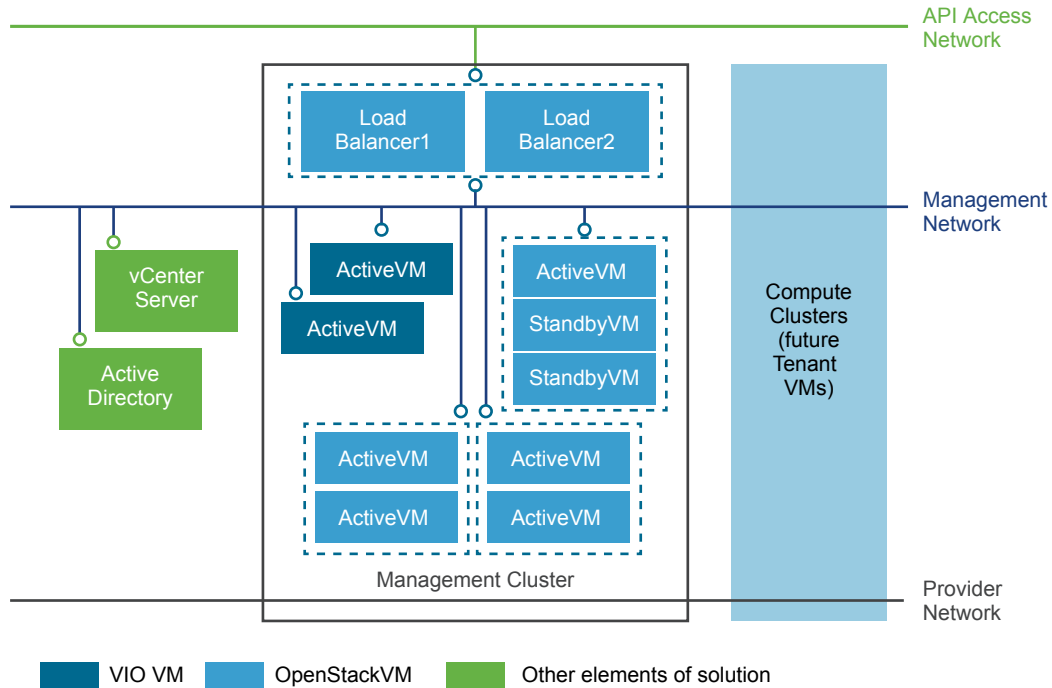 API Access
Network
Load
Balancer1
Load
Balancer2
Management
Network
vCenter
Server
Active
Directory
ActiveVM
ActiveVM
ActiveVM
StandbyVM
StandbyVM
Compute
Clusters
(future
Tenant
VMs)
ActiveVM
ActiveVM
ActiveVM
ActiveVM
Management Cluster
Provider
Network
VIO VM
OpenStackVM
Other elements of solution